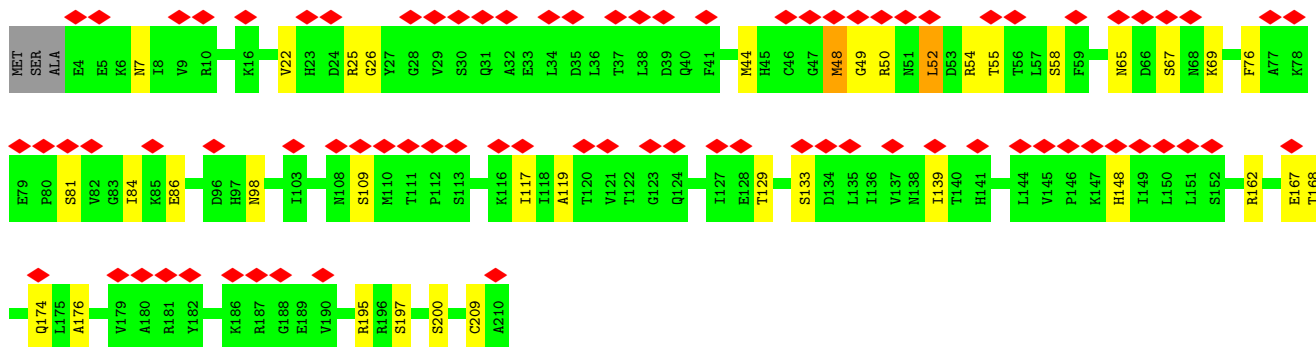 MET SER ALA E4 E5 K6 N7 I8 V9 R10 K16 V22 H23 D24 R25 G26 Y27 G28 V29 S30 Q31 A32 E33 L34 D35 L36 T37 L38 D39 Q40 F41 M44 H45 C46 G47 M48 G49 R50 N51 L52 D53 R54 T55 T56 L57 S58 F59 N65 D66 S67 N68 K69 F76 A77 K78
E79 P80 S81 V82 G83 I84 K85 E86 D96 H97 N98 I103 N108 S109 M110 T111 P112 S113 K116 I117 I118 A119 T120 V121 T122 G123 Q124 I127 E128 T129 S133 D134 L135 I136 V137 N138 I139 T140 H141 L144 V145 P146 K147 H148 I149 L150 L151 S152 R162 E167 T168
Q174 L175 A176 V179 A180 R181 Y182 K186 R187 G188 E189 V190 R195 R196 S197 S200 C209 A210